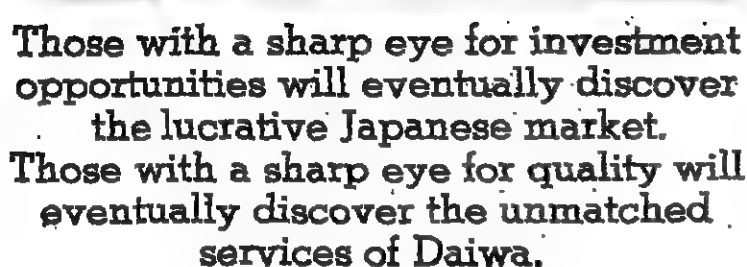 Those with a sharp eye for investment
opportunities will eventually discover
the lucrative Japanese market.
Those with a sharp eye for quality will
eventually discover the unmatched
services of Daiwa.